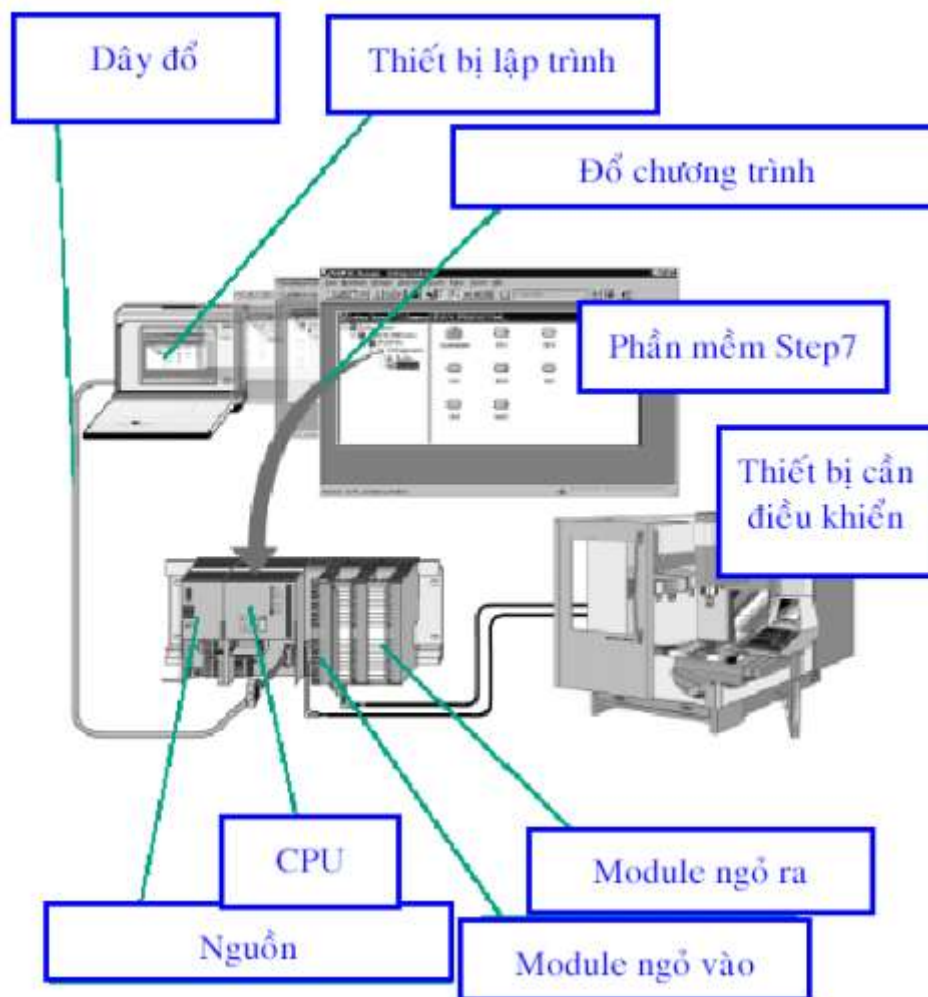 Dây đổ
Thiết bị lập trình
Đổ chương trình
Phần mềm Step7
Thiết bị cần
điều khiển
CPU
Module ngỏ ra
Nguồn
Module ngỏ vào